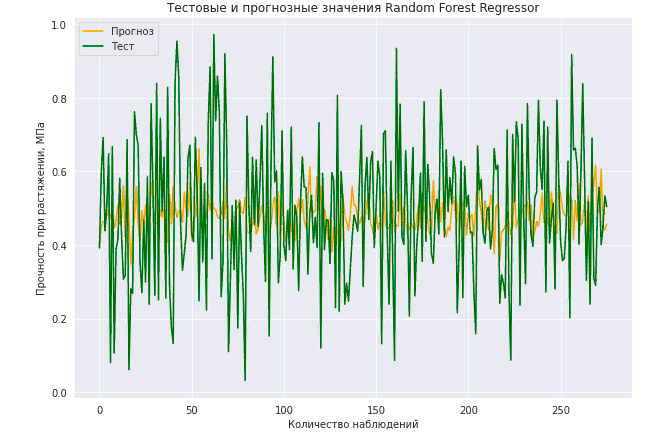 Тестовые и прогнозные значения Random Forest Regressor
Прогноз
Тест
1.0
0.8
0.6
0.4
0.2
0.0
Прочность при растяжении, МПа
0
50
100
150
200
250
Количество наблюдений